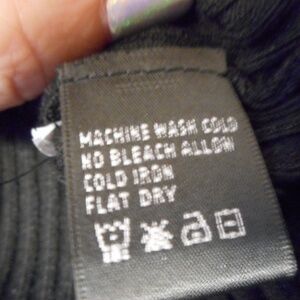 MACHINE WASH COLD
NO BLEACH ALLOW
COLD IRON
FLAT DRY